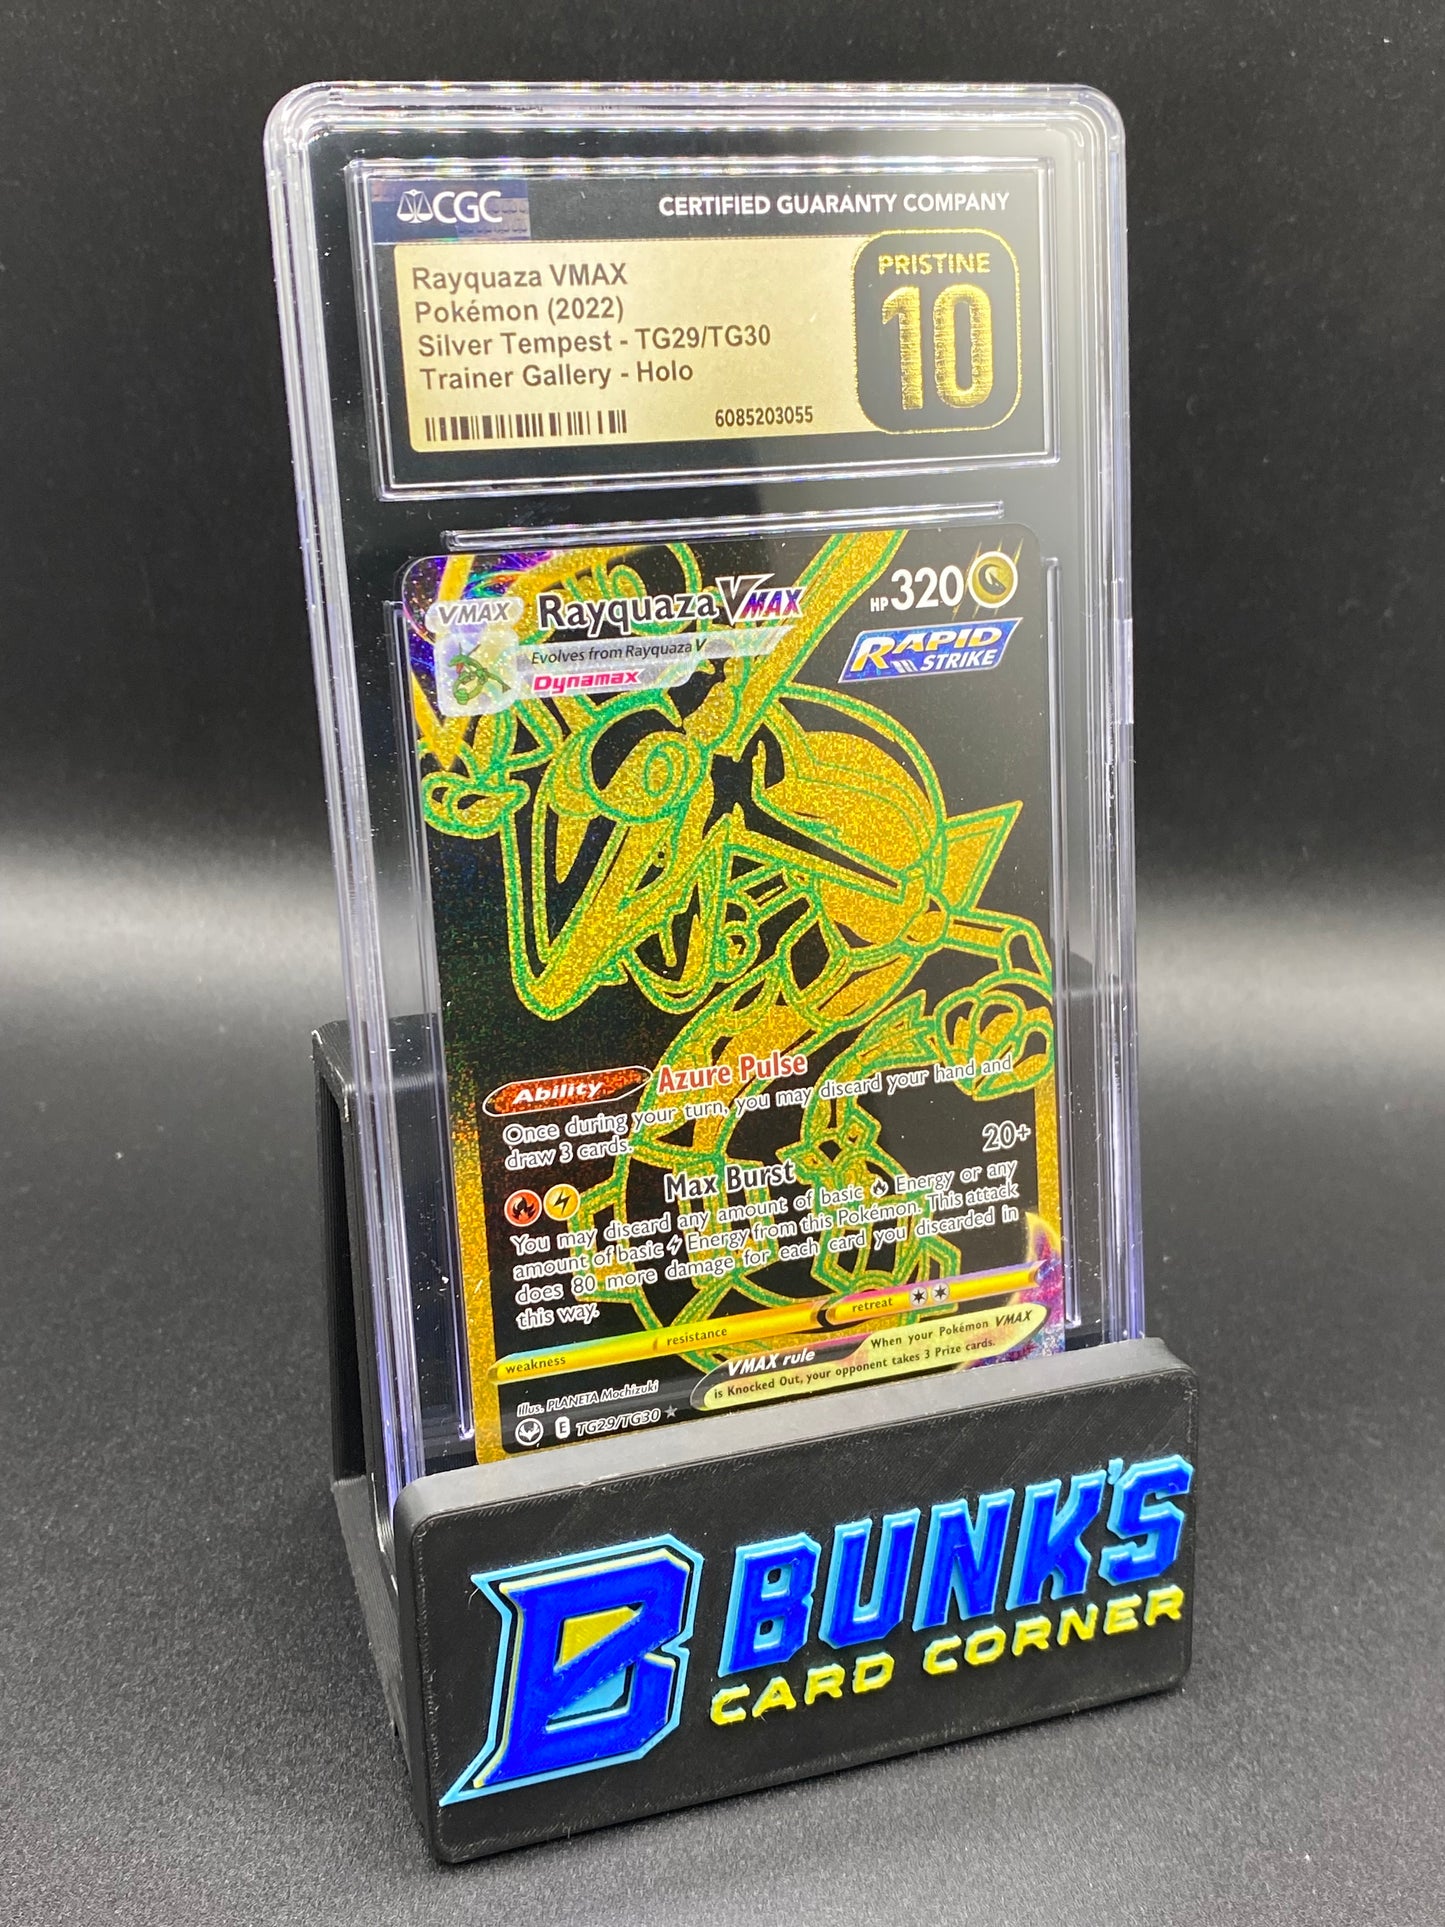 CGC
CERTIFIED GUARANTY COMPANY
Rayquaza VMAX
Pokémon (2022)
Silver Tempest - TG29/TG30
Trainer Gallery - Holo
6085203055
PRISTINE
10
VMAX
Rayquaza VMAX
HP 320
Evolves from Rayquaza V
Dynamax
RAPID
STRIKE
Ability
Azure Pulse
Once during your turn, you may discard your hand and
draw 3 cards.
Max Burst
20+
You may discard any amount of basic Energy or any
amount of basic Energy from this Pokémon. This attack
does 80 more damage for each card you discarded in
this way.
weakness
resistance
retreat
VMAX rule
When your Pokémon VMAX
is Knocked Out, your opponent takes 3 Prize cards.
Illus. PLANETA Mochizuki
E TG29/TG30 ★
B
BUNK'S
CARD CORNER